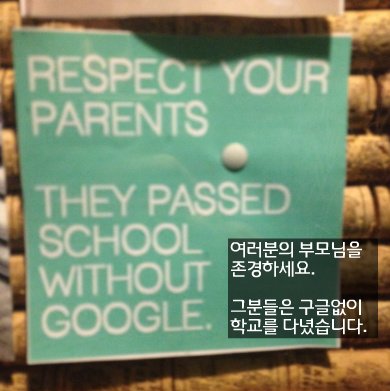 RESPECT YOUR
PARENTS
THEY PASSED
SCHOOL
WITHOUT
GOOGLE.
여러분의 부모님을
존경하세요.
그분들은 구글없이
학교를 다녔습니다.